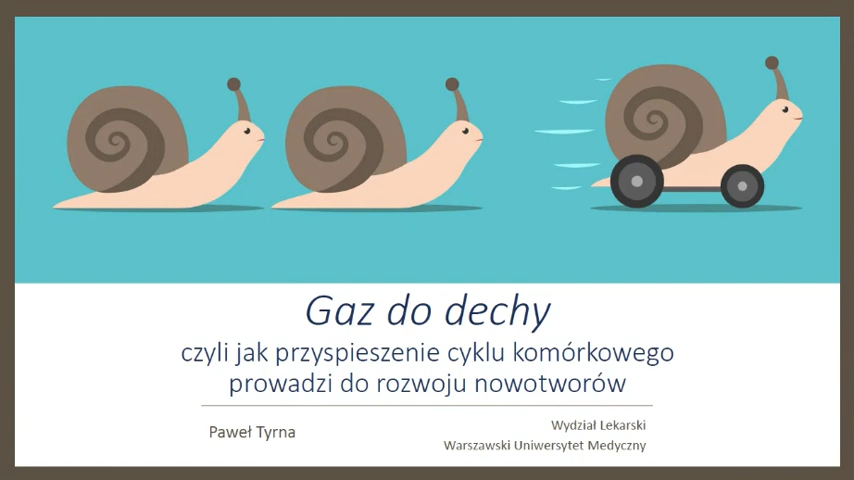 Gaz do dechy
czyli jak przyspieszenie cyklu komórkowego
prowadzi do rozwoju nowotworów
Paweł Tyrna
Wydział Lekarski
Warszawski Uniwersytet Medyczny